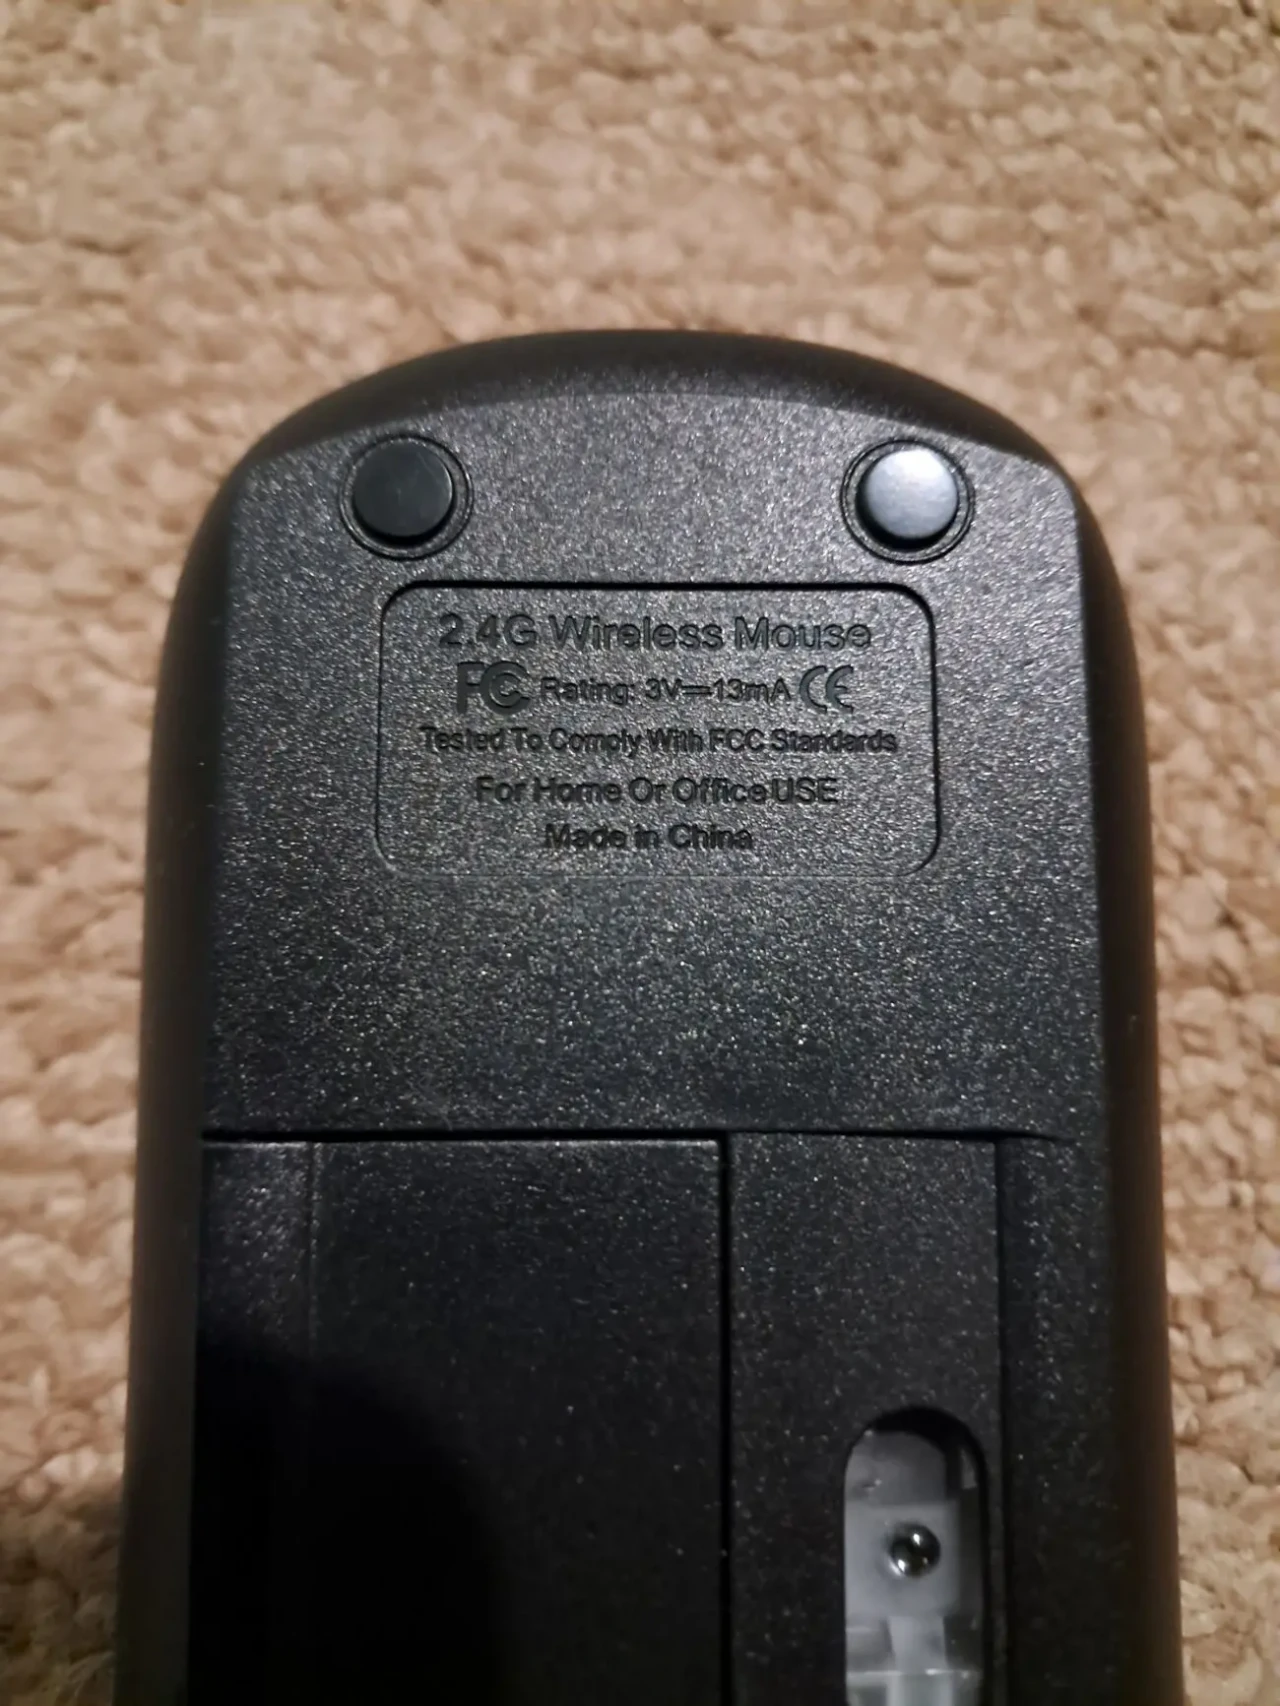 2.4G Wireless Mouse
FC Rating: 3V⎓13mA CE
Tested To Comply With FCC Standards
For Home Or Office USE
Made in China